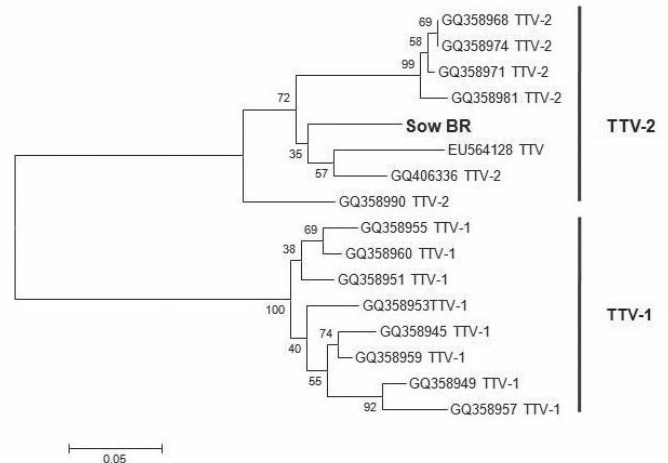 69
GQ358968 TTV-2
58
GQ358974 TTV-2
99
GQ358971 TTV-2
72
GQ358981 TTV-2
Sow BR
TTV-2
35
EU564128 TTV
57
GQ406336 TTV-2
GQ358990 TTV-2
69
GQ358955 TTV-1
38
GQ358960 TTV-1
GQ358951 TTV-1
100
GQ358953TTV-1
TTV-1
40
74
GQ358945 TTV-1
GQ358959 TTV-1
55
GQ358949 TTV-1
92
GQ358957 TTV-1
0.05